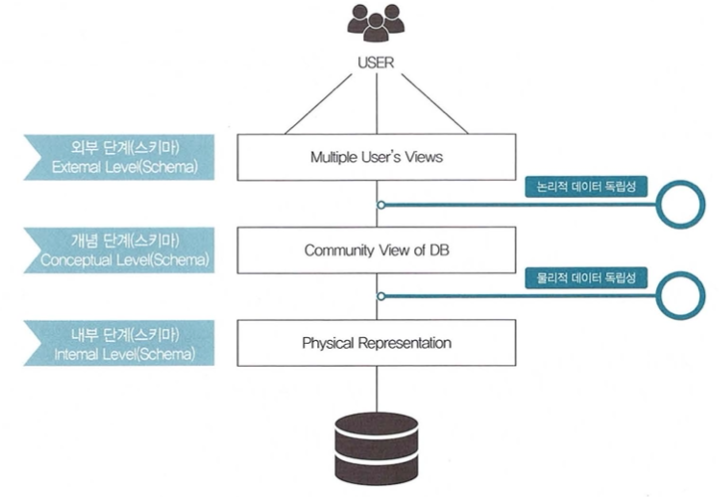 USER
외부 단계(스키마)
External Level(Schema)
Multiple User's Views
논리적 데이터 독립성
개념 단계(스키마)
Conceptual Level(Schema)
Community View of DB
물리적 데이터 독립성
내부 단계(스키마)
Internal Level(Schema)
Physical Representation